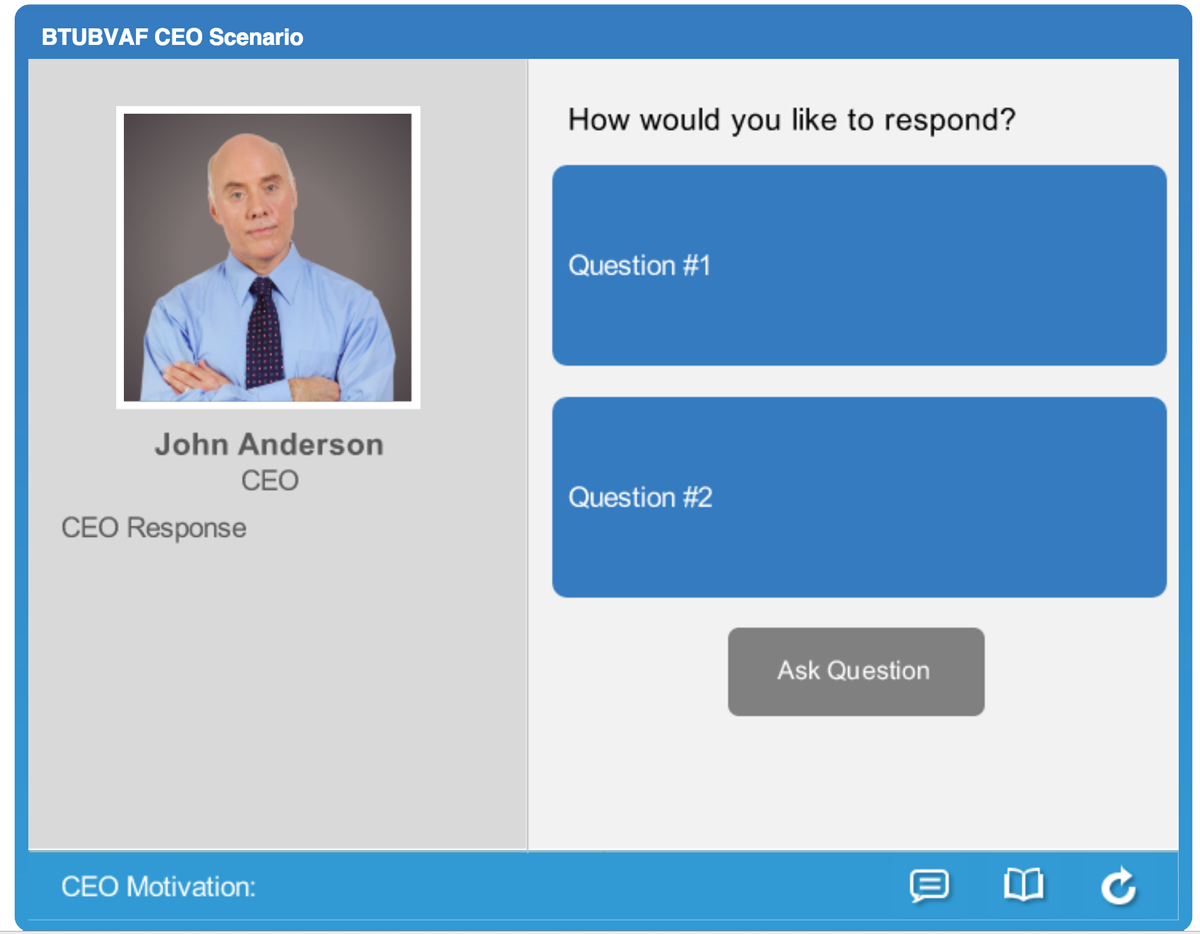 BTUBVAF CEO Scenario
John Anderson
CEO
CEO Response
How would you like to respond?
Question #1
Question #2
Ask Question
CEO Motivation: